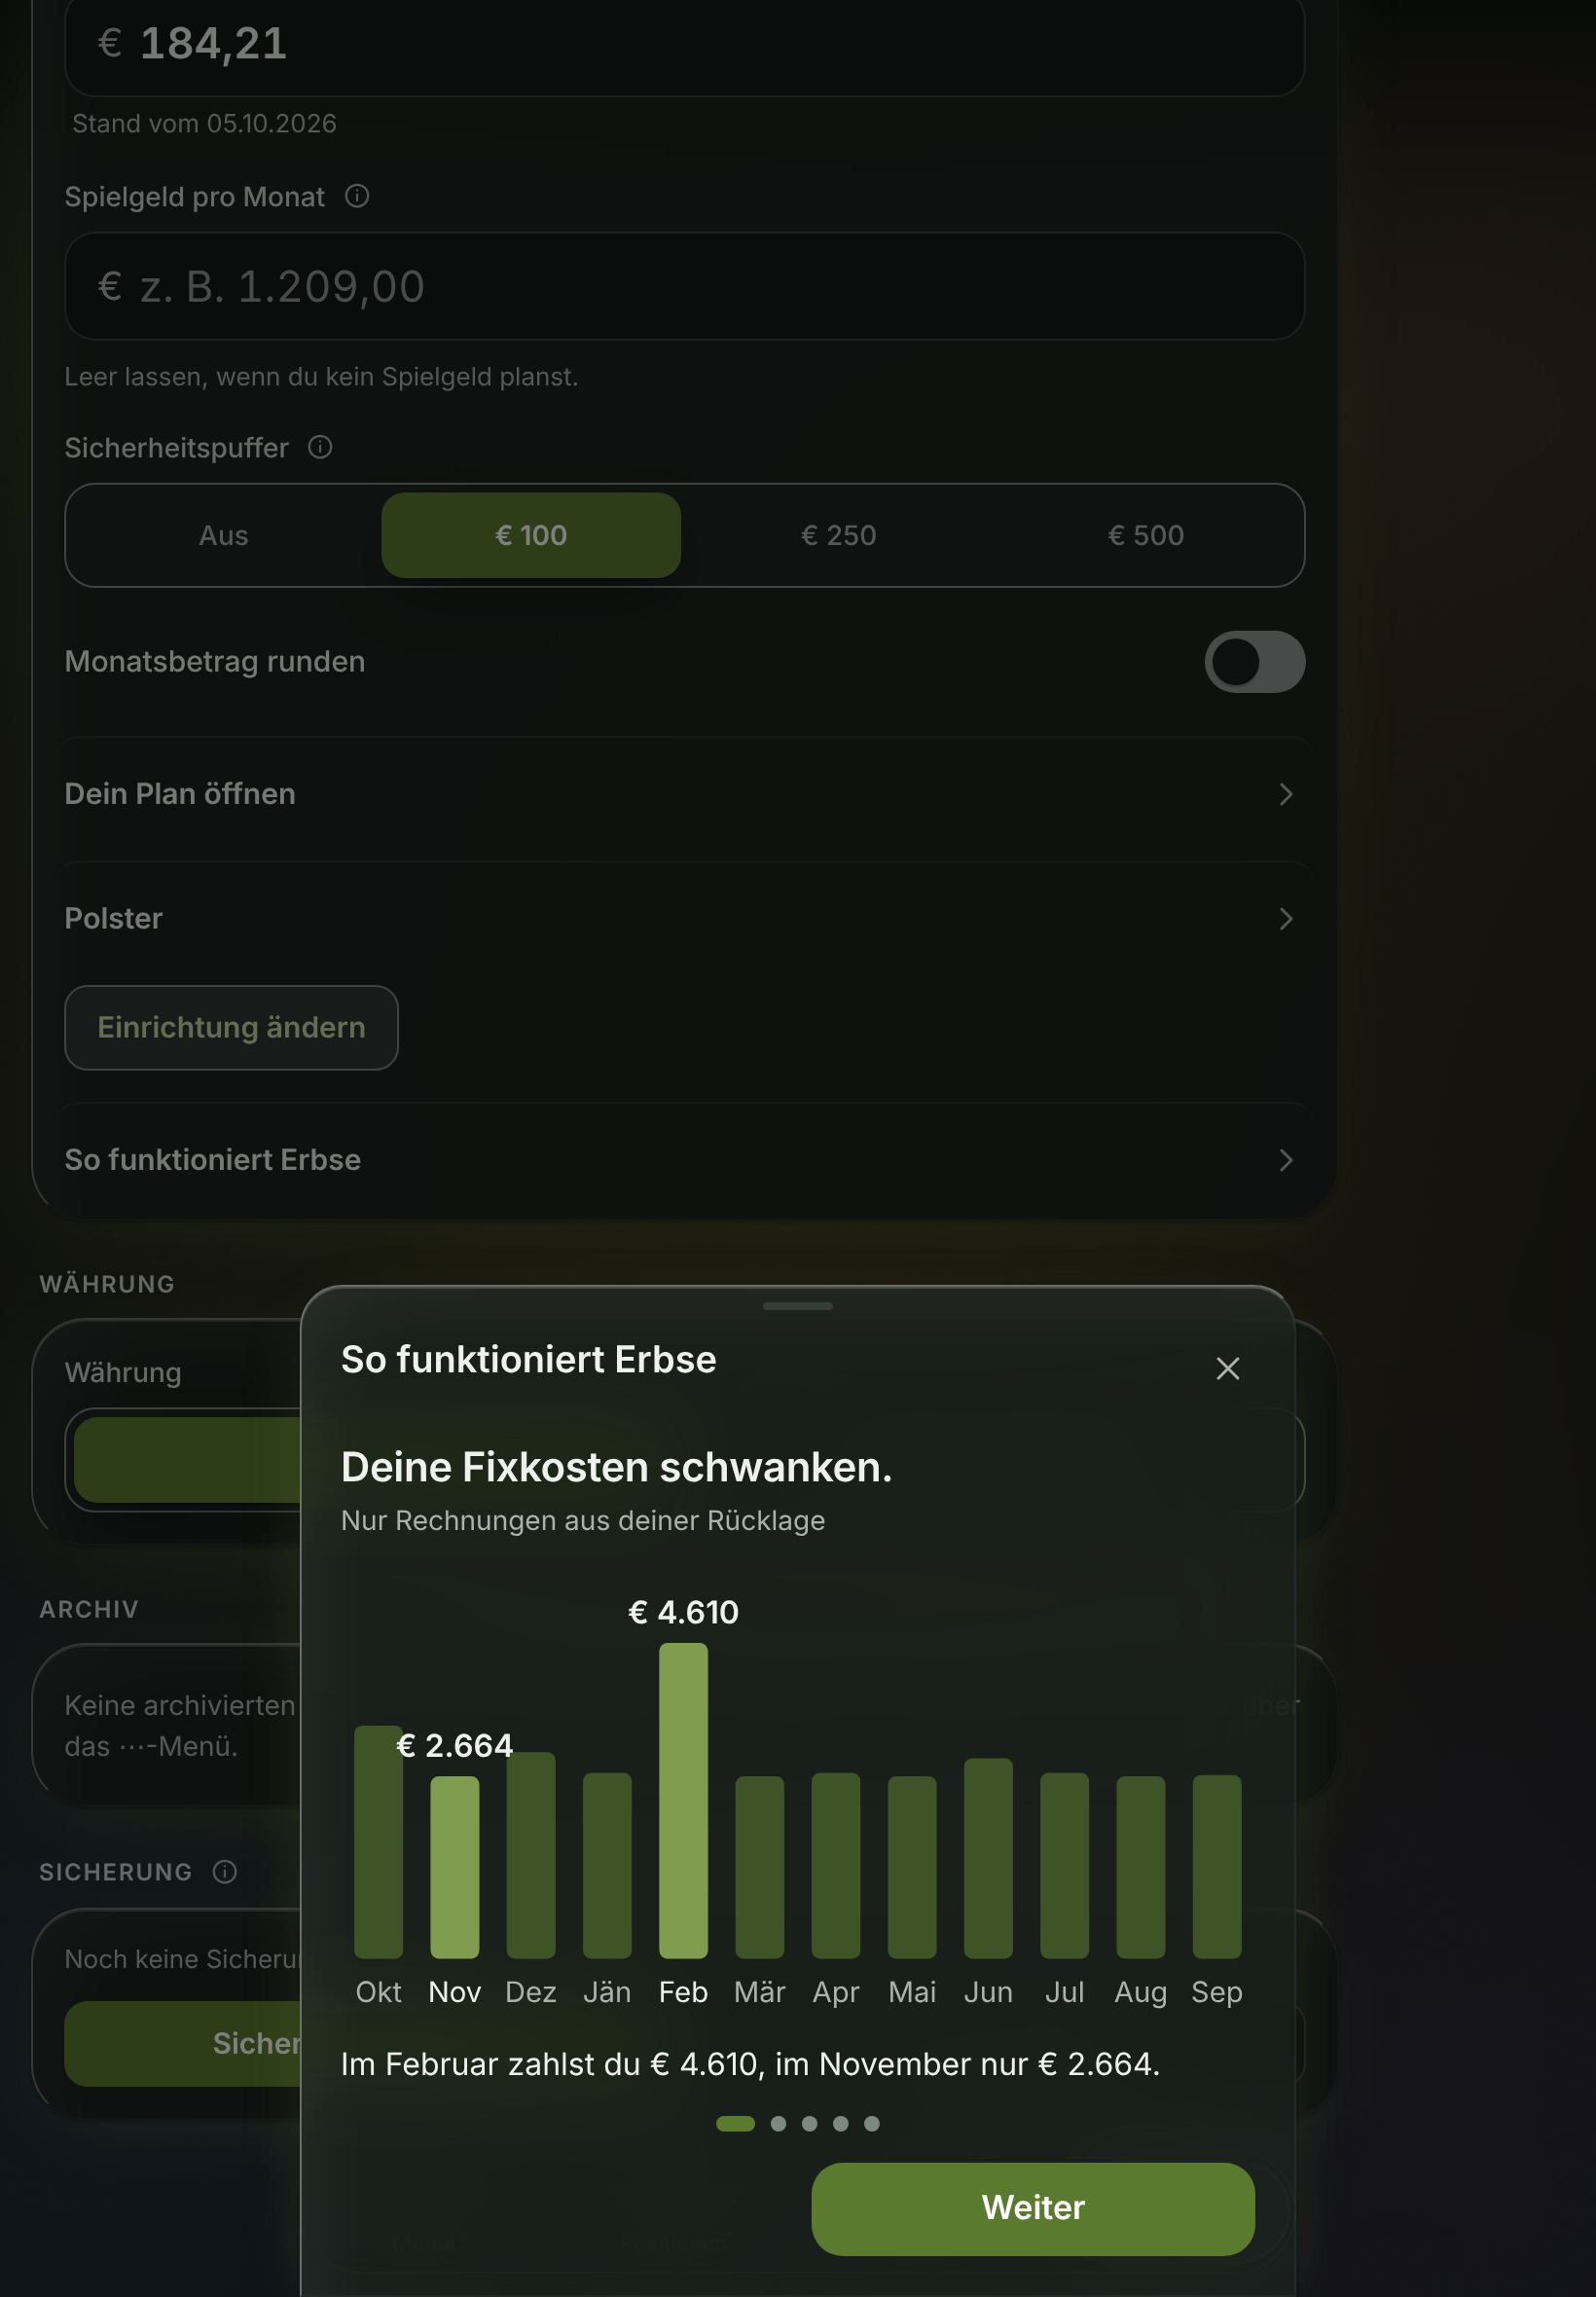 € 184,21
Stand vom 05.10.2026
Spielgeld pro Monat
€ z. B. 1.209,00
Leer lassen, wenn du kein Spielgeld planst.
Sicherheitspuffer
Aus € 100 € 250 € 500
Monatsbetrag runden
Dein Plan öffnen
Polster
Einrichtung ändern
So funktioniert Erbse
WÄHRUNG
Währung
ARCHIV
Keine archivierten
das ···-Menü.
SICHERUNG
Noch keine
So funktioniert Erbse
Deine Fixkosten schwanken.
Nur Rechnungen aus deiner Rücklage
€ 4.610
€ 2.664
Okt Nov Dez Jän Feb Mär Apr Mai Jun Jul Aug Sep
Im Februar zahlst du € 4.610, im November nur € 2.664.
Weiter